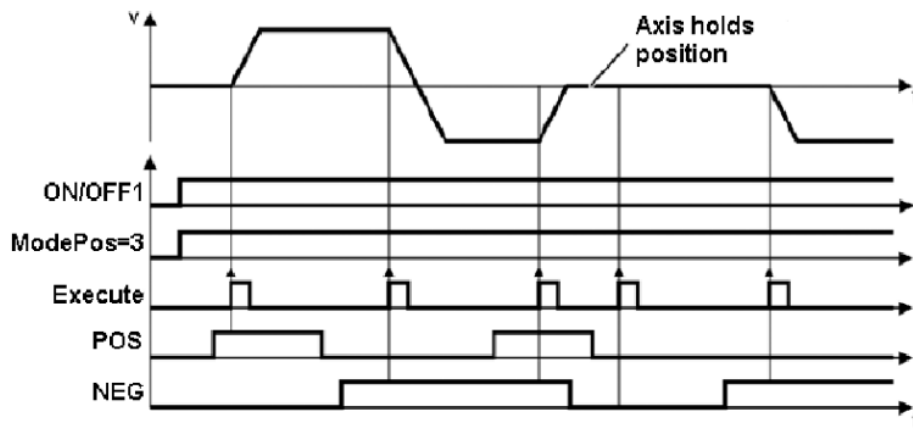 v
Axis holds
position
ON/OFF1
ModePos=3
Execute
POS
NEG